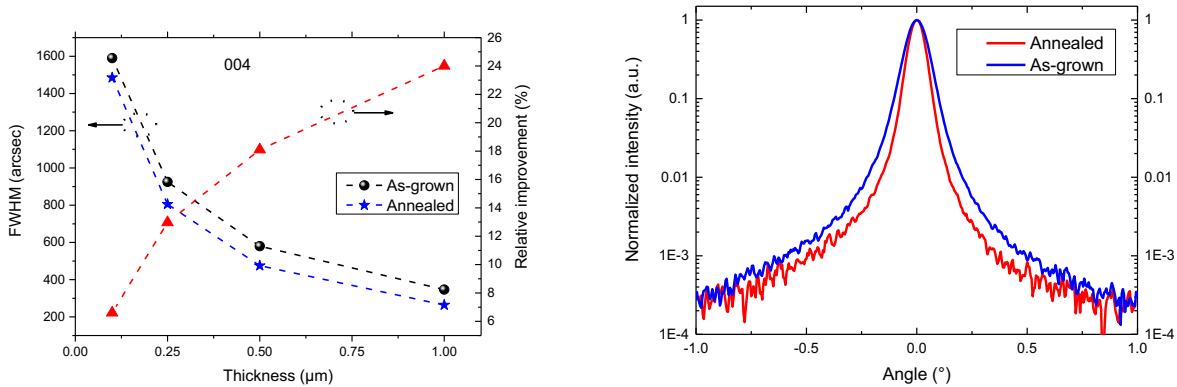 1600
1400
1200
1000
800
600
400
200
FWHM (arcsec)
004
As-grown
Annealed
26
24
22
20
18
16
14
12
10
8
6
Relative improvement (%)
0.00 0.25 0.50 0.75 1.00
Thickness (μm)
1
0.1
0.01
1E-3
1E-4
Normalized intensity (a.u.)
Annealed
As-grown
1
0.1
0.01
1E-3
1E-4
-1.0 -0.5 0.0 0.5 1.0
Angle (°)